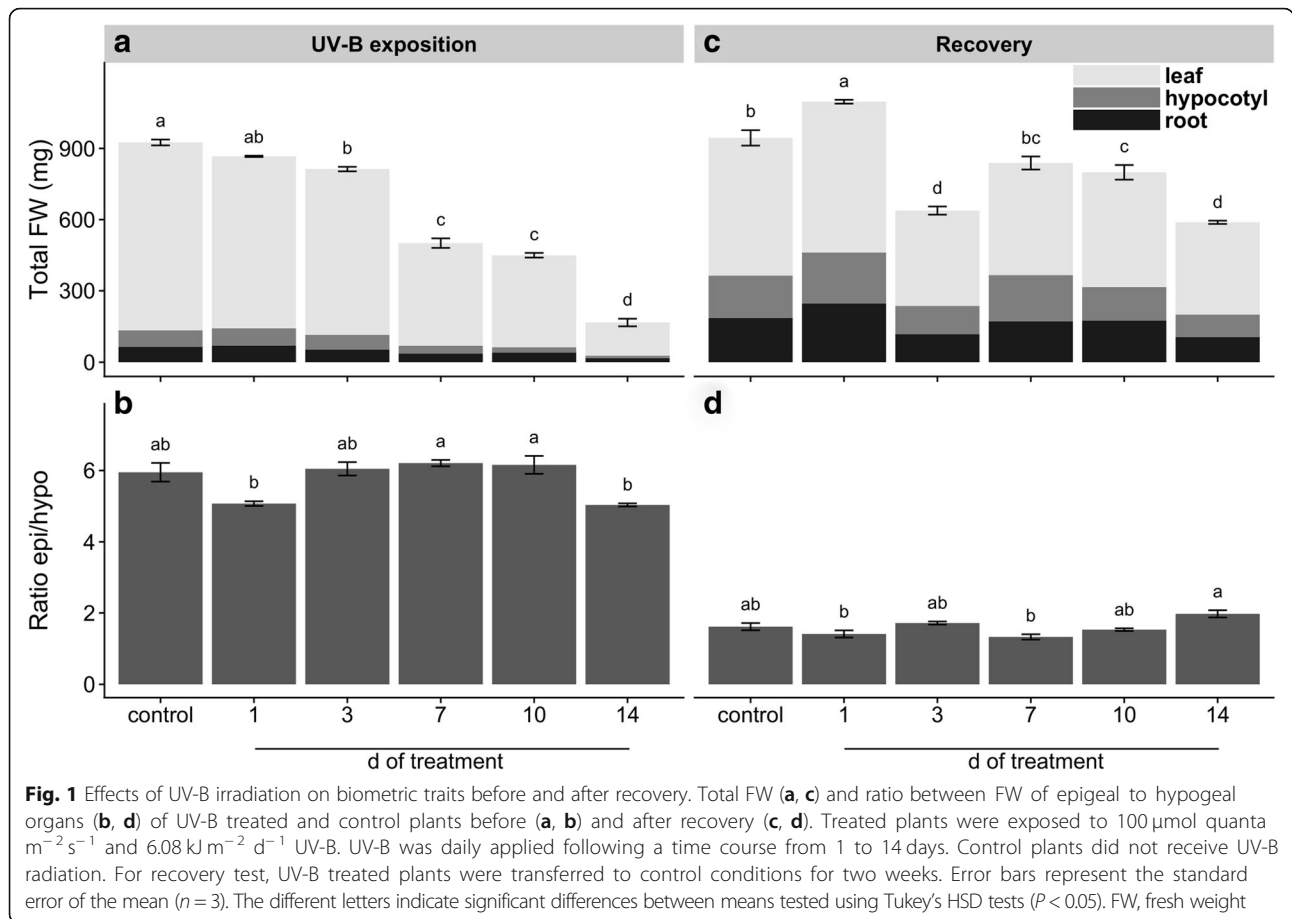 a UV-B exposition
c Recovery
leaf
hypocotyl
root
Total FW (mg)
900
600
300
0
a ab b c c d
b a d bc c d
b
d
Ratio epi/hypo
6
4
2
0
ab b ab a a b
ab b ab b ab a
control 1 3 7 10 14
control 1 3 7 10 14
d of treatment
d of treatment
Fig. 1 Effects of UV-B irradiation on biometric traits before and after recovery. Total FW (a, c) and ratio between FW of epigeal to hypogeal
organs (b, d) of UV-B treated and control plants before (a, b) and after recovery (c, d). Treated plants were exposed to 100 μmol quanta
m−2 s−1 and 6.08 kJ m−2 d−1 UV-B. UV-B was daily applied following a time course from 1 to 14 days. Control plants did not receive UV-B
radiation. For recovery test, UV-B treated plants were transferred to control conditions for two weeks. Error bars represent the standard
error of the mean (n = 3). The different letters indicate significant differences between means tested using Tukey's HSD tests (P < 0.05). FW, fresh weight